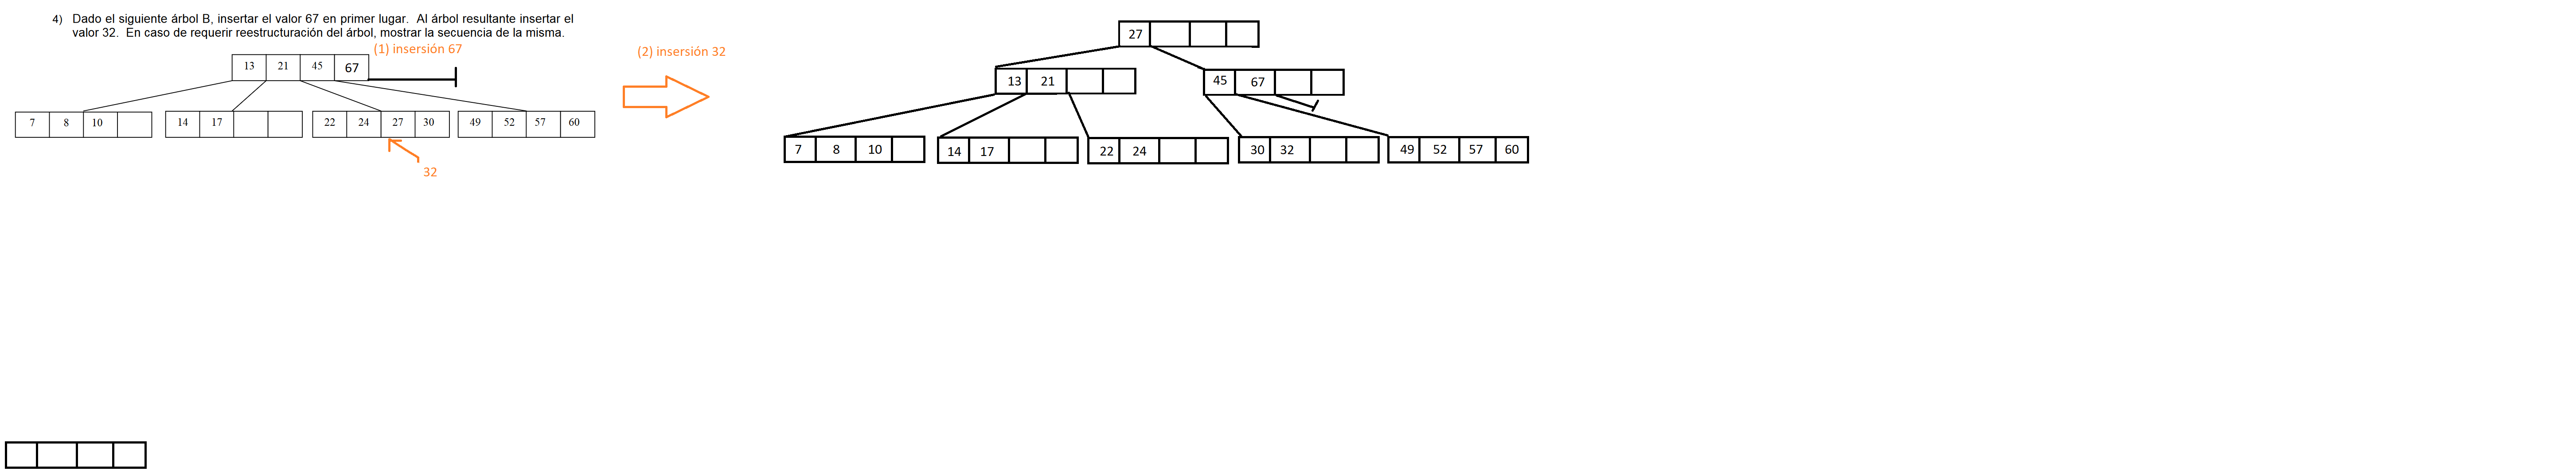 4) Dado el siguiente árbol B, insertar el valor 67 en primer lugar. Al árbol resultante insertar el
valor 32. En caso de requerir reestructuración del árbol, mostrar la secuencia de la misma.
(1) insersión 67
13 21 45 67
7 8 10
14 17
22 24 27 30
49 52 57 60
32
(2) insersión 32
27
13 21
45 67
7 8 10
14 17
22 24
30 32
49 52 57 60